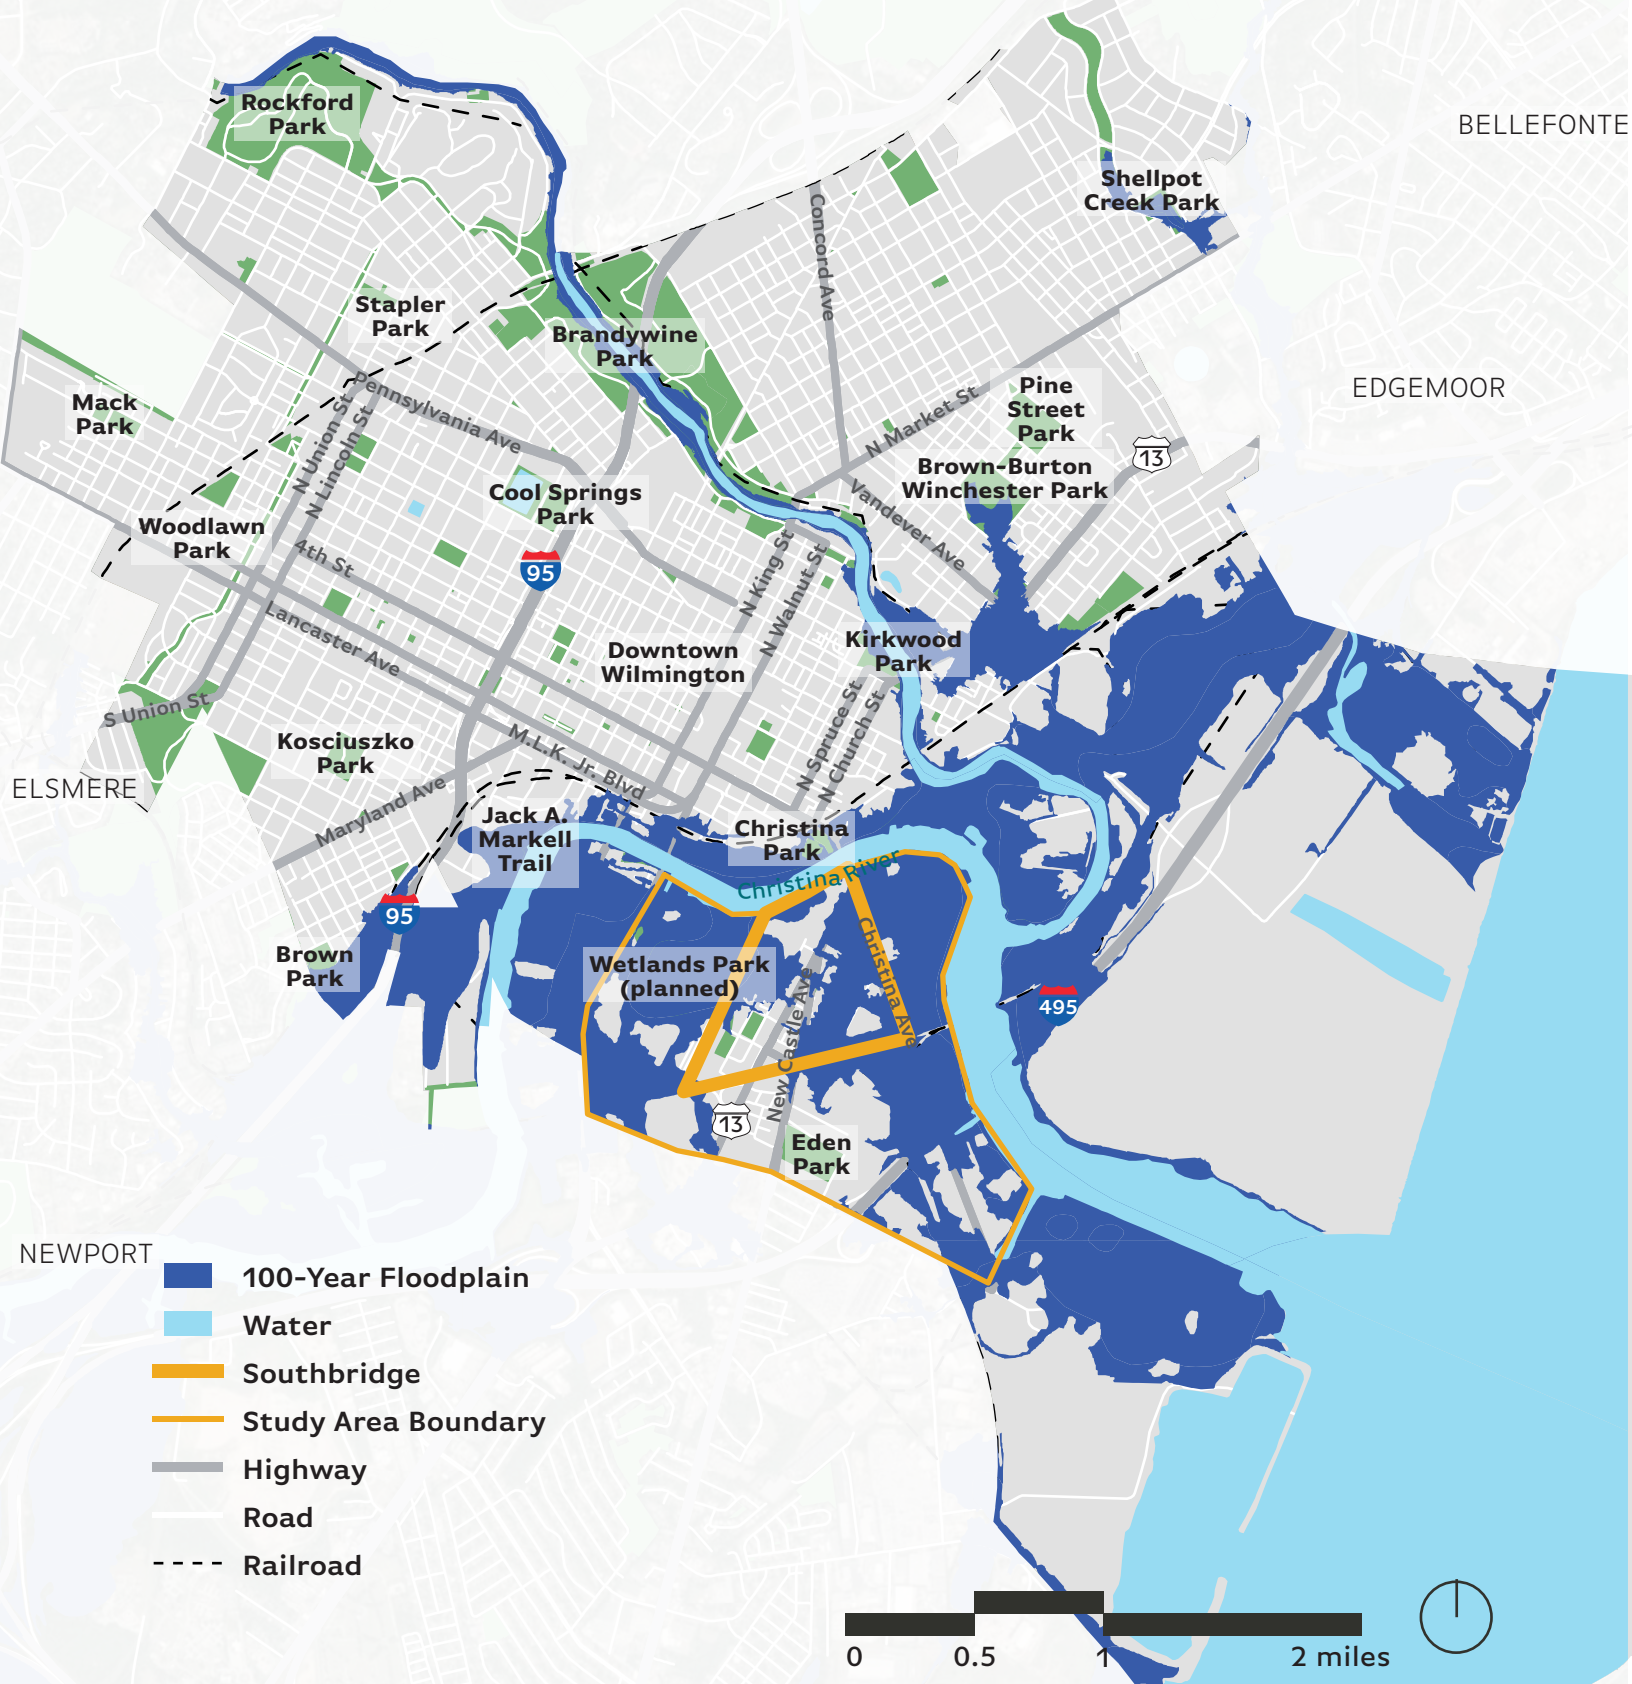 Rockford
Park
BELLEFONTE
Shellpot
Creek Park
Concord Ave
Stapler
Park
Brandywine
Park
Pennsylvania Ave
EDGEMOOR
Mack
Park
N Union St
N Lincoln St
N Market St
Pine
Street
Park
13
Brown-Burton
Winchester Park
Cool Springs
Park
Vandever Ave
Woodlawn
Park
4th St
95
N King St
N Walnut St
Lancaster Ave
Downtown
Wilmington
Kirkwood
Park
S Union St
N Spruce St
N Church St
Kosciuszko
Park
M.L.K. Jr. Blvd
ELSMERE
Maryland Ave
Jack A.
Markell
Trail
Christina
Park
Christina River
95
Christina Ave
Brown
Park
Wetlands Park
(planned)
New Castle Ave
495
13
Eden
Park
NEWPORT
100-Year Floodplain
Water
Southbridge
Study Area Boundary
Highway
Road
Railroad
0 0.5 1 2 miles